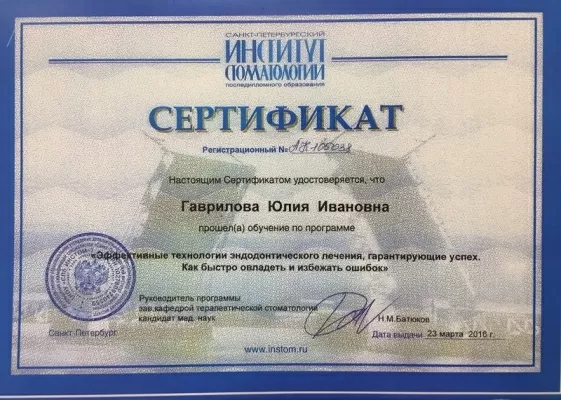 САНКТ-ПЕТЕРБУРГСКИЙ
ИНСТИТУТ
СТОМАТОЛОГИИ
последипломного образования
СЕРТИФИКАТ
Регистрационный № АК 105038
Настоящим Сертификатом удостоверяется, что
Гаврилова Юлия Ивановна
прошел(а) обучение по программе
«Эффективные технологии эндодонтического лечения, гарантирующие успех.
Как быстро овладеть и избежать ошибок»
Руководитель программы
зав.кафедрой терапевтической стоматологии
кандидат мед. наук
Н.М.Батюков
Санкт-Петербург
Дата выдачи 23 марта 2016 г.
www.instom.ru